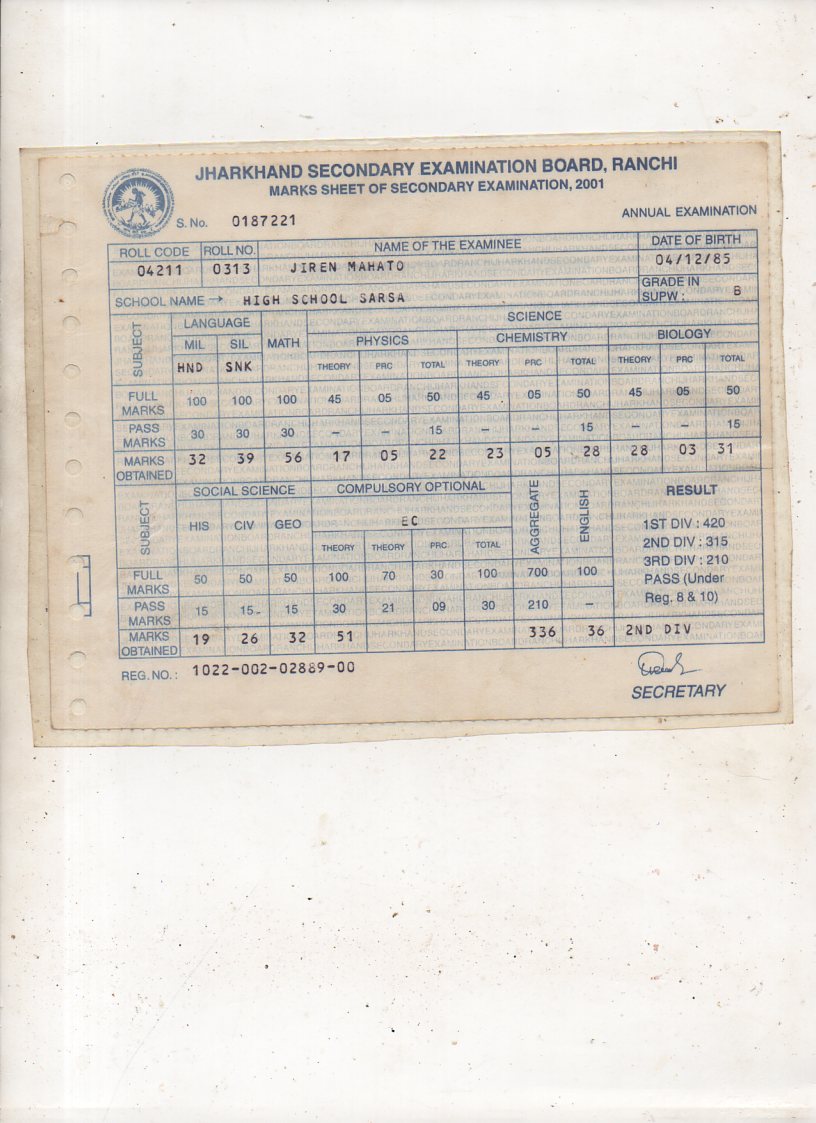 JHARKHAND SECONDARY EXAMINATION BOARD, RANCHI
MARKS SHEET OF SECONDARY EXAMINATION, 2001
S. No. 0187221
ANNUAL EXAMINATION
ROLL CODE ROLL NO. NAME OF THE EXAMINEE DATE OF BIRTH
04211 0313 JIREN MAHATO 04/12/85
SCHOOL NAME → HIGH SCHOOL SARSA GRADE IN SUPW : B
SUBJECT LANGUAGE MATH SCIENCE
MIL SIL PHYSICS CHEMISTRY BIOLOGY
HND SNK THEORY PRC TOTAL THEORY PRC TOTAL THEORY PRC TOTAL
FULL MARKS 100 100 100 45 05 50 45 05 50 45 05 50
PASS MARKS 30 30 30 – – 15 – – 15 – – 15
MARKS OBTAINED 32 39 56 17 05 22 23 05 28 28 03 31
SUBJECT SOCIAL SCIENCE COMPULSORY OPTIONAL AGGREGATE ENGLISH RESULT
HIS CIV GEO EC
THEORY THEORY PRC TOTAL
1ST DIV : 420
2ND DIV : 315
3RD DIV : 210
PASS (Under
Reg. 8 & 10)
FULL MARKS 50 50 50 100 70 30 100 700 100
PASS MARKS 15 15 15 30 21 09 30 210 –
MARKS OBTAINED 19 26 32 51 336 36 2ND DIV
REG. NO. : 1022-002-02889-00
SECRETARY